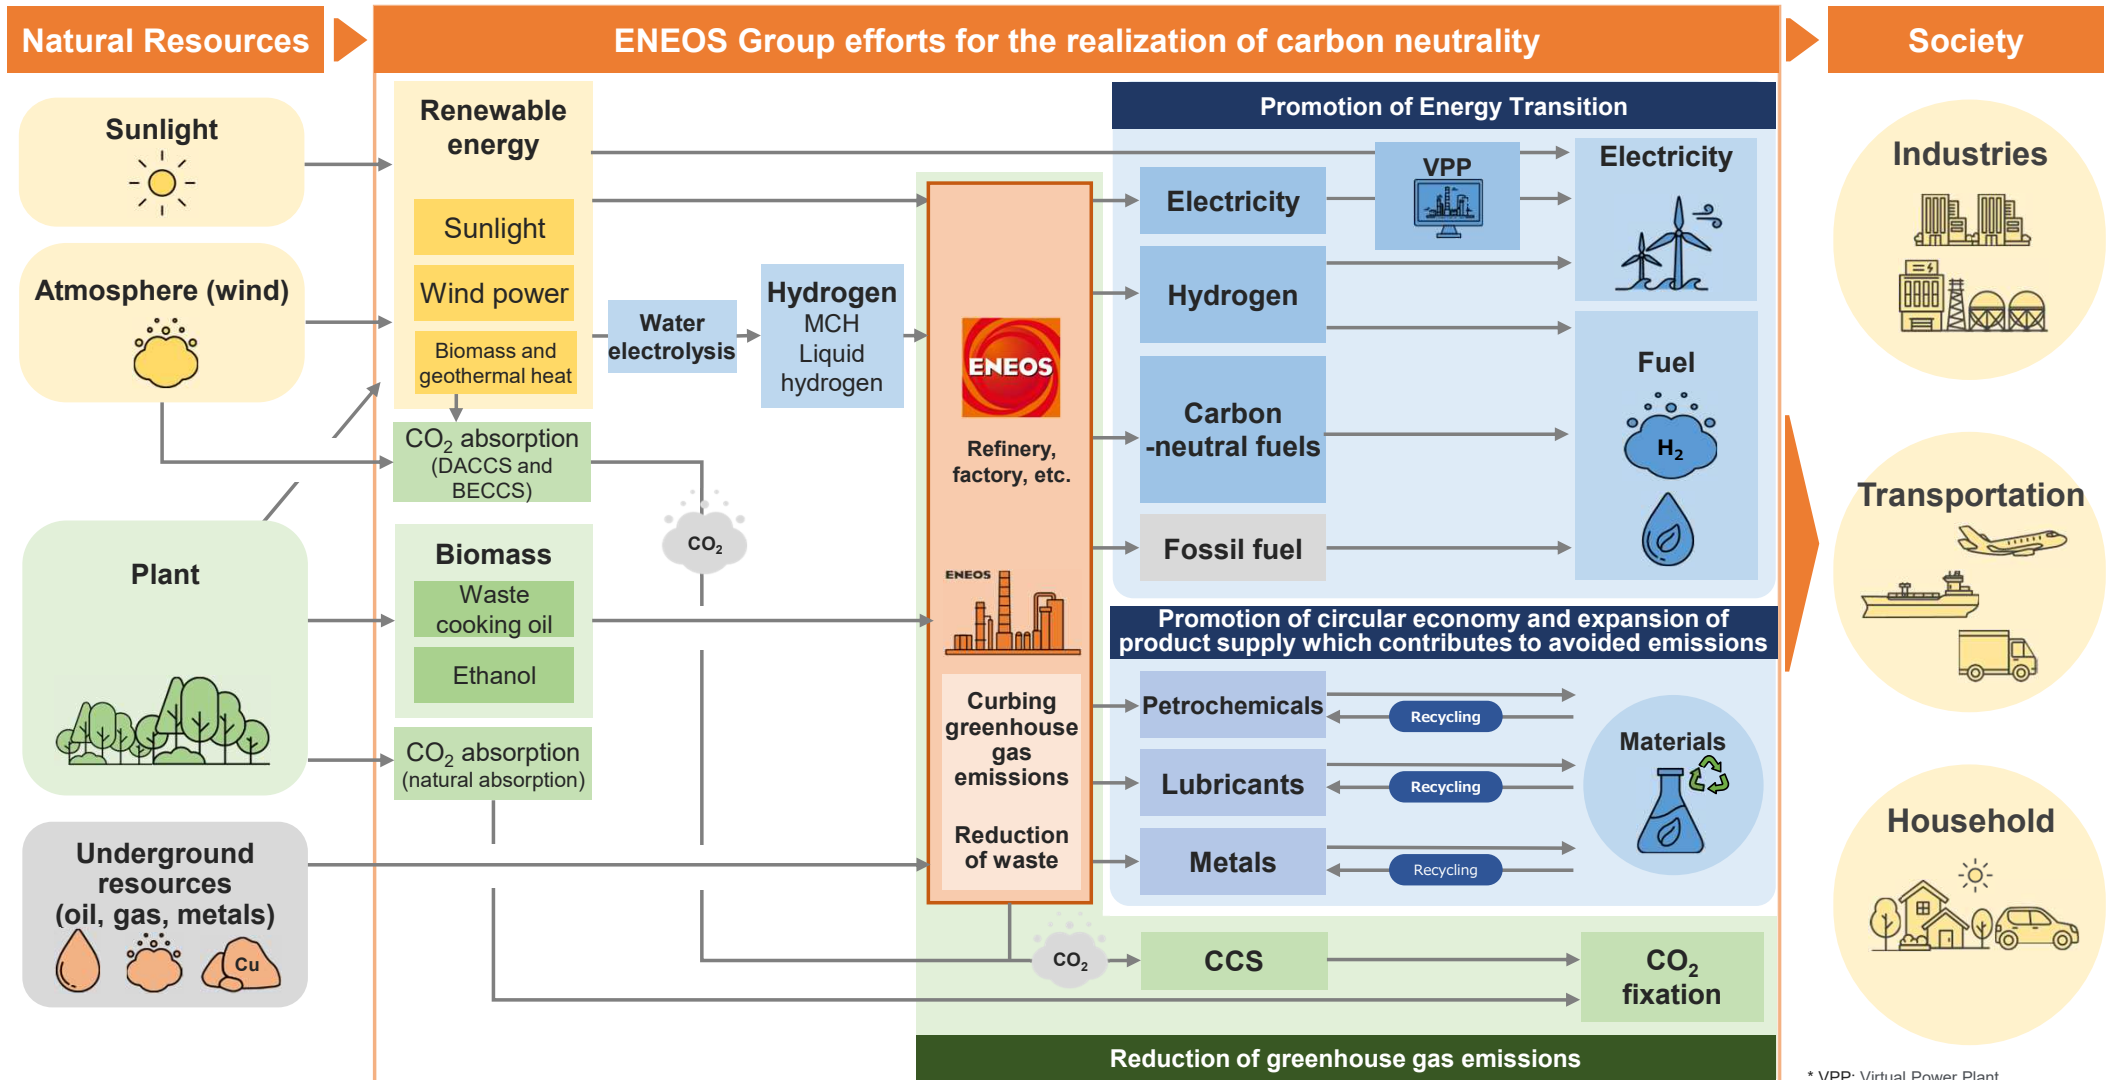 Natural Resources
ENEOS Group efforts for the realization of carbon neutrality
Society
Sunlight
Atmosphere (wind)
Plant
Underground
resources
(oil, gas, metals)
Cu
Renewable
energy
Sunlight
Wind power
Biomass and
geothermal heat
CO₂ absorption
(DACCS and
BECCS)
Biomass
Waste
cooking oil
Ethanol
CO₂ absorption
(natural absorption)
Water
electrolysis
Hydrogen
MCH
Liquid
hydrogen
CO₂
ENEOS
Refinery,
factory, etc.
ENEOS
Curbing
greenhouse
gas
emissions
Reduction
of waste
Promotion of Energy Transition
Electricity
VPP
Electricity
Hydrogen
Carbon
-neutral fuels
Fossil fuel
Fuel
H₂
Promotion of circular economy and expansion of
product supply which contributes to avoided emissions
Petrochemicals
Recycling
Lubricants
Recycling
Metals
Recycling
Materials
CO₂
CCS
CO₂
fixation
Reduction of greenhouse gas emissions
Industries
Transportation
Household
* VPP: Virtual Power Plant